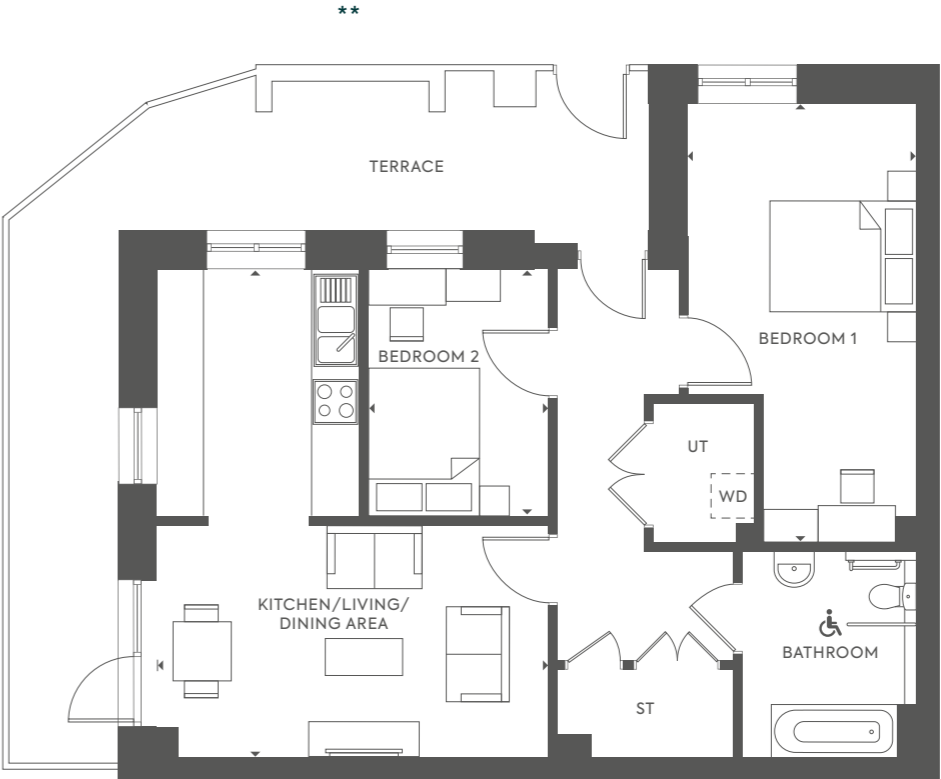 **
TERRACE
BEDROOM 1
BEDROOM 2
UT
WD
KITCHEN/LIVING/
DINING AREA
BATHROOM
ST